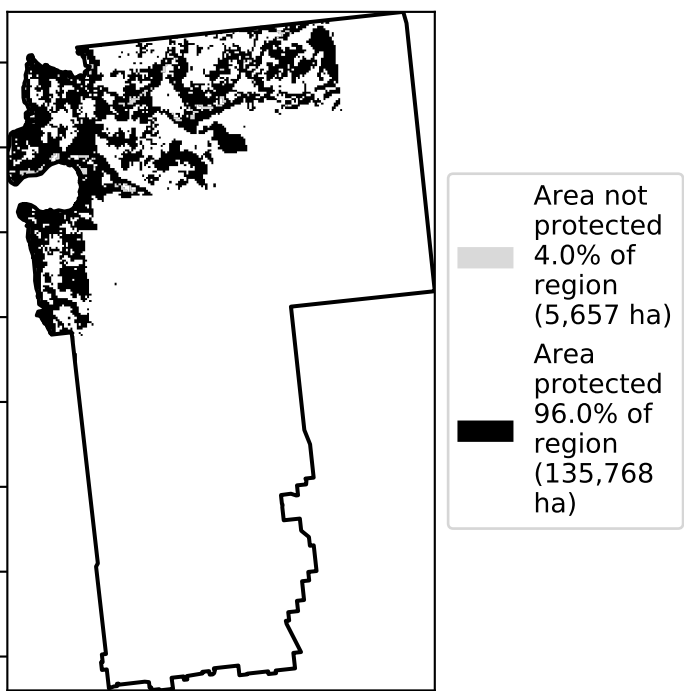 Area not
protected
4.0% of
region
(5,657 ha)
Area
protected
96.0% of
region
(135,768
ha)